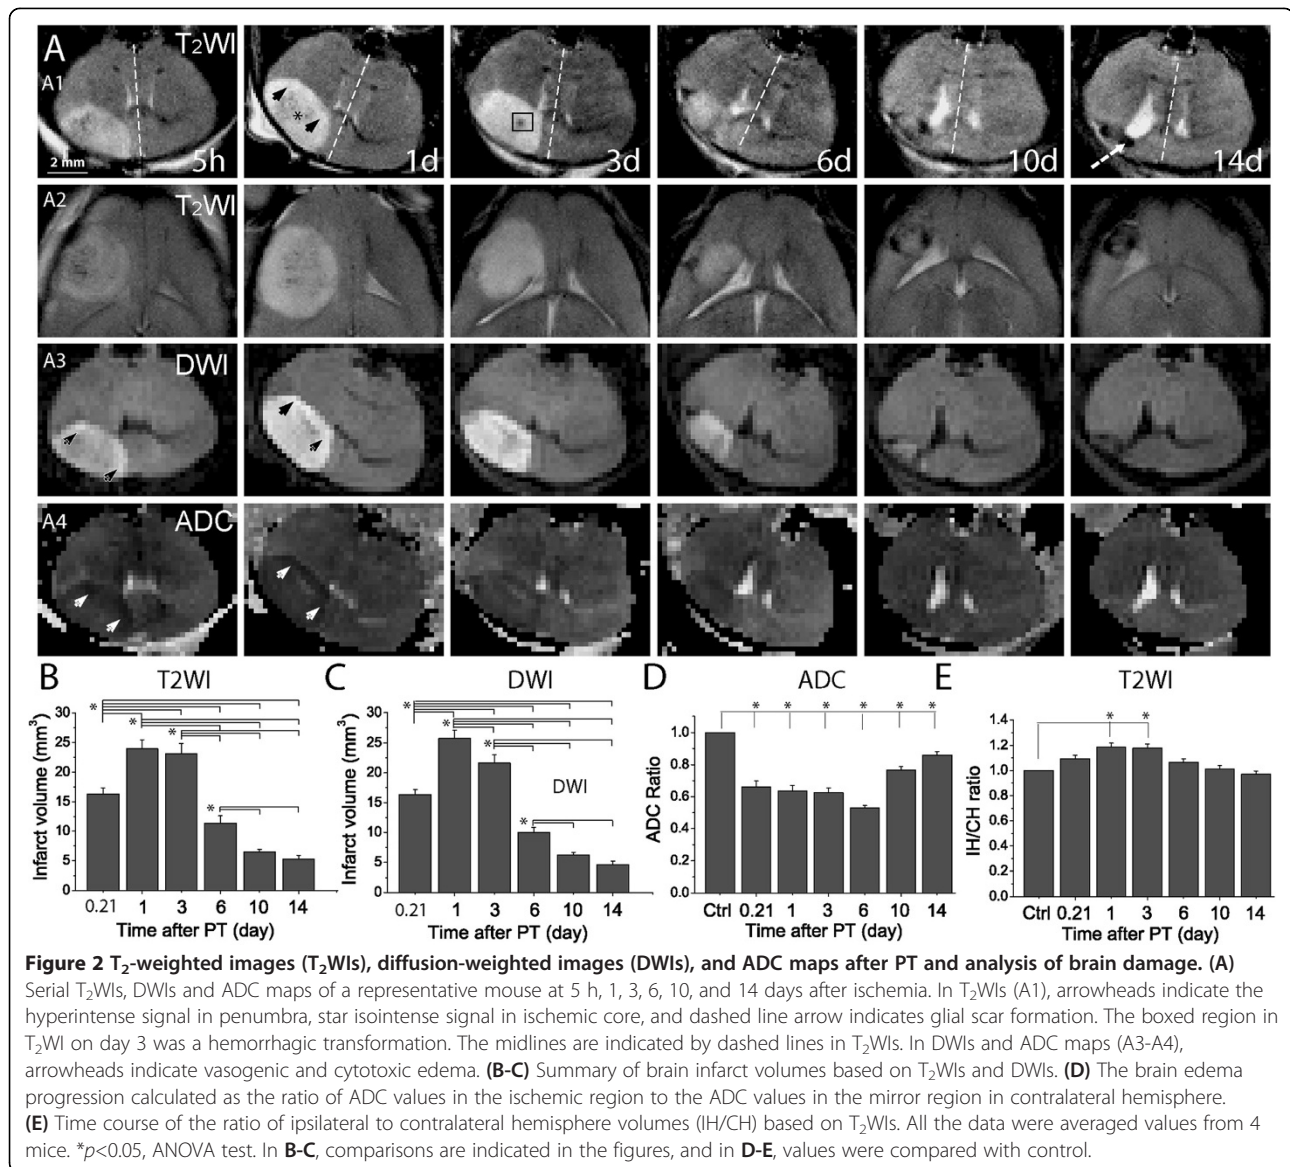 A T₂WI
A1
*
2 mm
5h 1d 3d 6d 10d 14d
A2 T₂WI
A3 DWI
A4 ADC
B T2WI
Infarct volume (mm³)
30
25
20
15
10
5
0
* * * *
0.21 1 3 6 10 14
Time after PT (day)
C DWI
Infarct volume (mm³)
30
25
20
15
10
5
0
* * * *
DWI
0.21 1 3 6 10 14
Time after PT (day)
D ADC
ADC Ratio
1.0
0.8
0.6
0.4
0.2
0.0
* * * * * *
Ctrl 0.21 1 3 6 10 14
Time after PT (day)
E T2WI
IH/CH ratio
1.4
1.2
1.0
0.8
0.6
0.4
0.2
0.0
* *
Ctrl 0.21 1 3 6 10 14
Time after PT (day)
Figure 2 T₂-weighted images (T₂WIs), diffusion-weighted images (DWIs), and ADC maps after PT and analysis of brain damage. (A)
Serial T₂WIs, DWIs and ADC maps of a representative mouse at 5 h, 1, 3, 6, 10, and 14 days after ischemia. In T₂WIs (A1), arrowheads indicate the
hyperintense signal in penumbra, star isointense signal in ischemic core, and dashed line arrow indicates glial scar formation. The boxed region in
T₂WI on day 3 was a hemorrhagic transformation. The midlines are indicated by dashed lines in T₂WIs. In DWIs and ADC maps (A3-A4),
arrowheads indicate vasogenic and cytotoxic edema. (B-C) Summary of brain infarct volumes based on T₂WIs and DWIs. (D) The brain edema
progression calculated as the ratio of ADC values in the ischemic region to the ADC values in the mirror region in contralateral hemisphere.
(E) Time course of the ratio of ipsilateral to contralateral hemisphere volumes (IH/CH) based on T₂WIs. All the data were averaged values from 4
mice. *p<0.05, ANOVA test. In B-C, comparisons are indicated in the figures, and in D-E, values were compared with control.